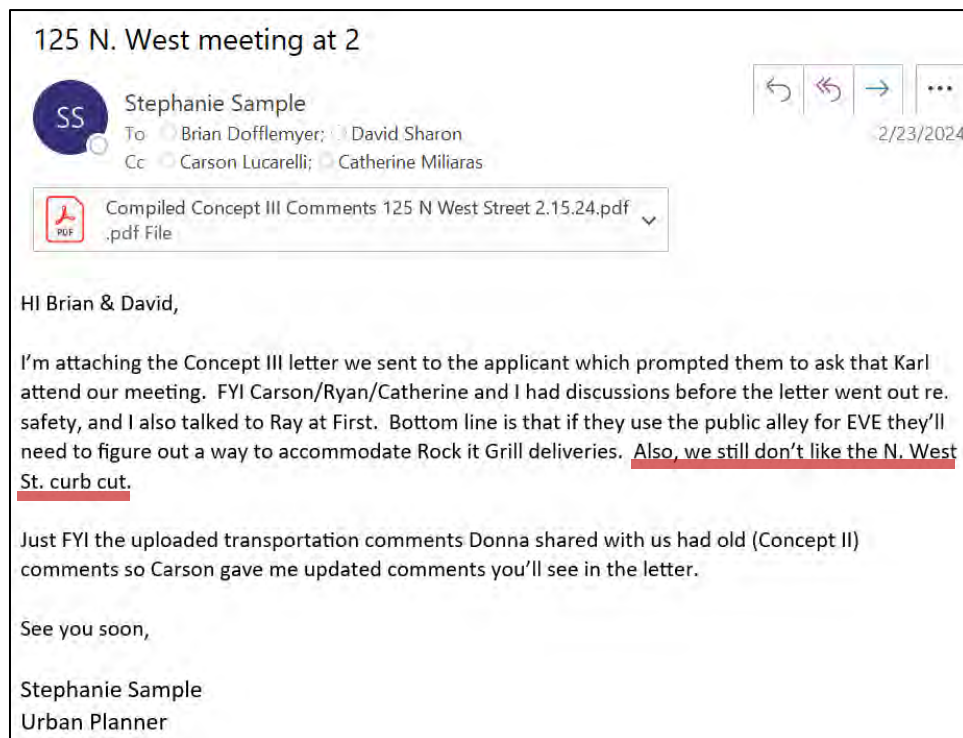 125 N. West meeting at 2
SS
Stephanie Sample
To Brian Dofflemyer; David Sharon
2/23/2024
Cc Carson Lucarelli; Catherine Miliaras
PDF
Compiled Concept III Comments 125 N West Street 2.15.24.pdf
.pdf File
HI Brian & David,
I'm attaching the Concept III letter we sent to the applicant which prompted them to ask that Karl
attend our meeting.  FYI Carson/Ryan/Catherine and I had discussions before the letter went out re.
safety, and I also talked to Ray at First.  Bottom line is that if they use the public alley for EVE they'll
need to figure out a way to accommodate Rock it Grill deliveries.  Also, we still don't like the N. West
St. curb cut.
Just FYI the uploaded transportation comments Donna shared with us had old (Concept II)
comments so Carson gave me updated comments you'll see in the letter.
See you soon,
Stephanie Sample
Urban Planner